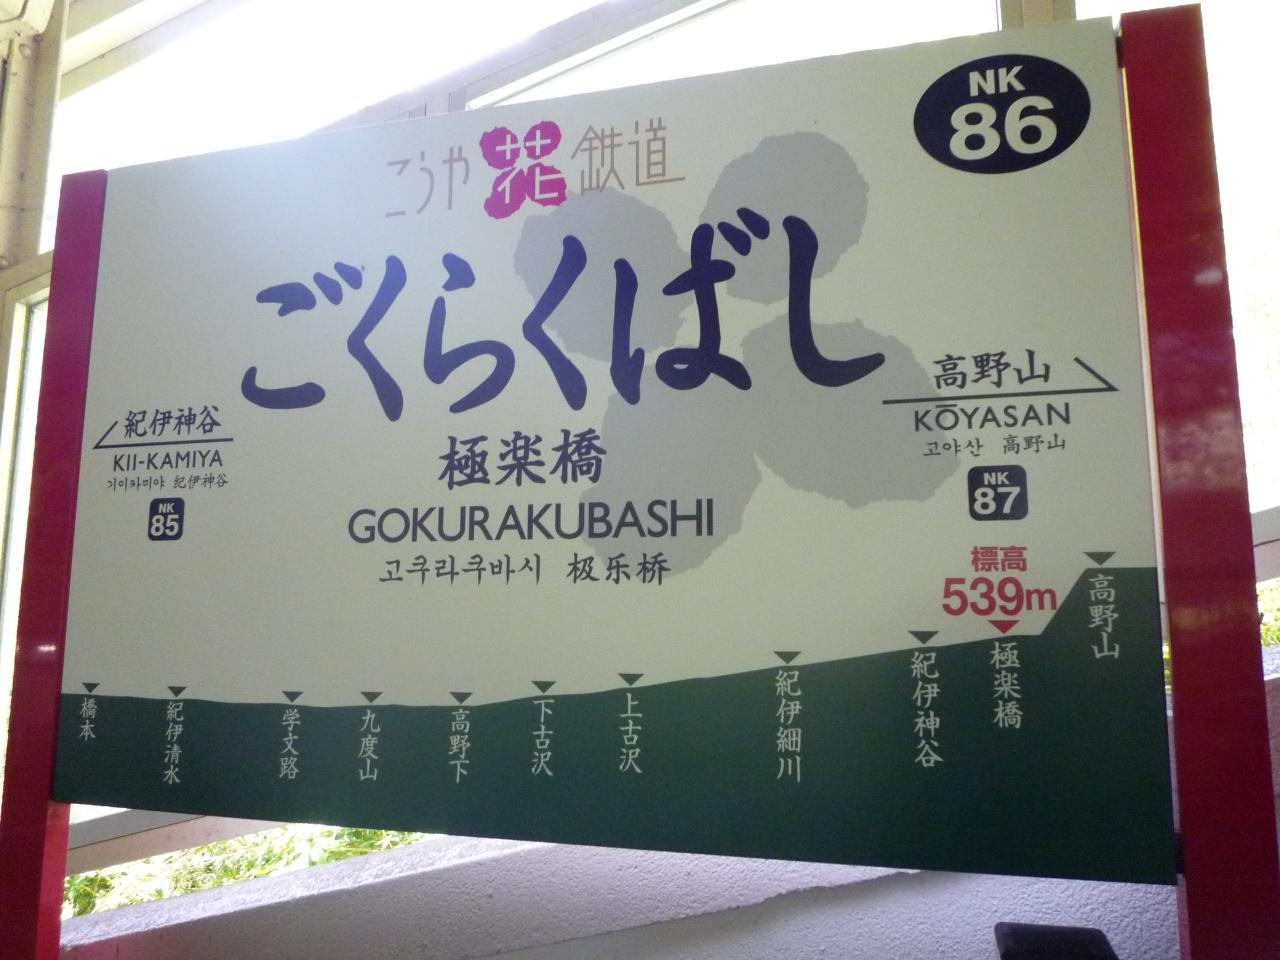 こうや花鉄道
NK
86
ごくらくばし
極楽橋
GOKURAKUBASHI
고쿠라쿠바시 极乐桥
紀伊神谷
KII-KAMIYA
기이카미야 纪伊神谷
NK
85
高野山
KŌYASAN
고야산 高野山
NK
87
標高
539m
橋本
紀伊清水
学文路
九度山
高野下
下古沢
上古沢
紀伊細川
紀伊神谷
極楽橋
高野山